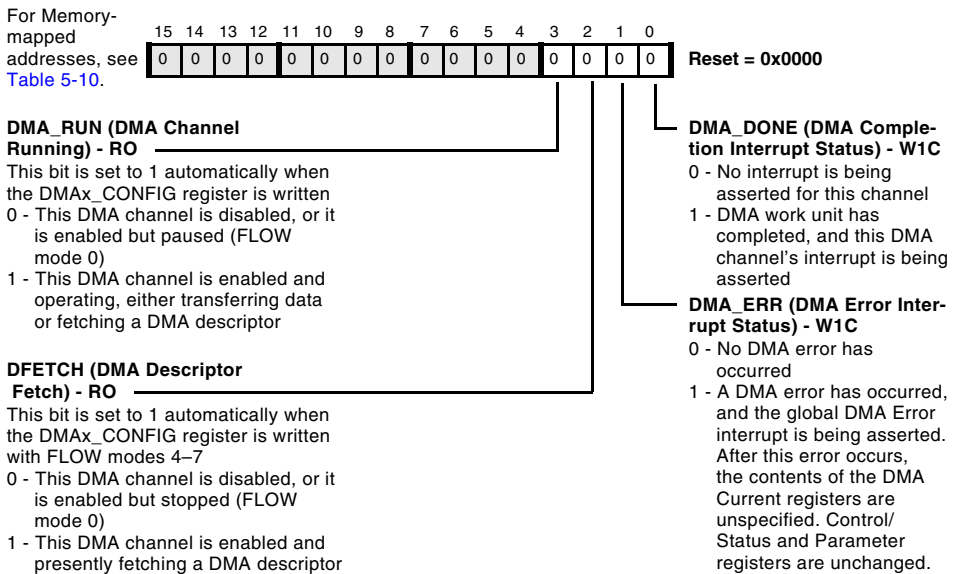 For Memory-
mapped
addresses, see
Table 5-10.
15 14 13 12 11 10 9 8 7 6 5 4 3 2 1 0
0 0 0 0 0 0 0 0 0 0 0 0 0 0 0 0
Reset = 0x0000
DMA_RUN (DMA Channel
Running) - RO
This bit is set to 1 automatically when
the DMAx_CONFIG register is written
0 - This DMA channel is disabled, or it
is enabled but paused (FLOW
mode 0)
1 - This DMA channel is enabled and
operating, either transferring data
or fetching a DMA descriptor
DFETCH (DMA Descriptor
Fetch) - RO
This bit is set to 1 automatically when
the DMAx_CONFIG register is written
with FLOW modes 4–7
0 - This DMA channel is disabled, or it
is enabled but stopped (FLOW
mode 0)
1 - This DMA channel is enabled and
presently fetching a DMA descriptor
DMA_DONE (DMA Comple-
tion Interrupt Status) - W1C
0 - No interrupt is being
asserted for this channel
1 - DMA work unit has
completed, and this DMA
channel's interrupt is being
asserted
DMA_ERR (DMA Error Inter-
rupt Status) - W1C
0 - No DMA error has
occurred
1 - A DMA error has occurred,
and the global DMA Error
interrupt is being asserted.
After this error occurs,
the contents of the DMA
Current registers are
unspecified. Control/
Status and Parameter
registers are unchanged.